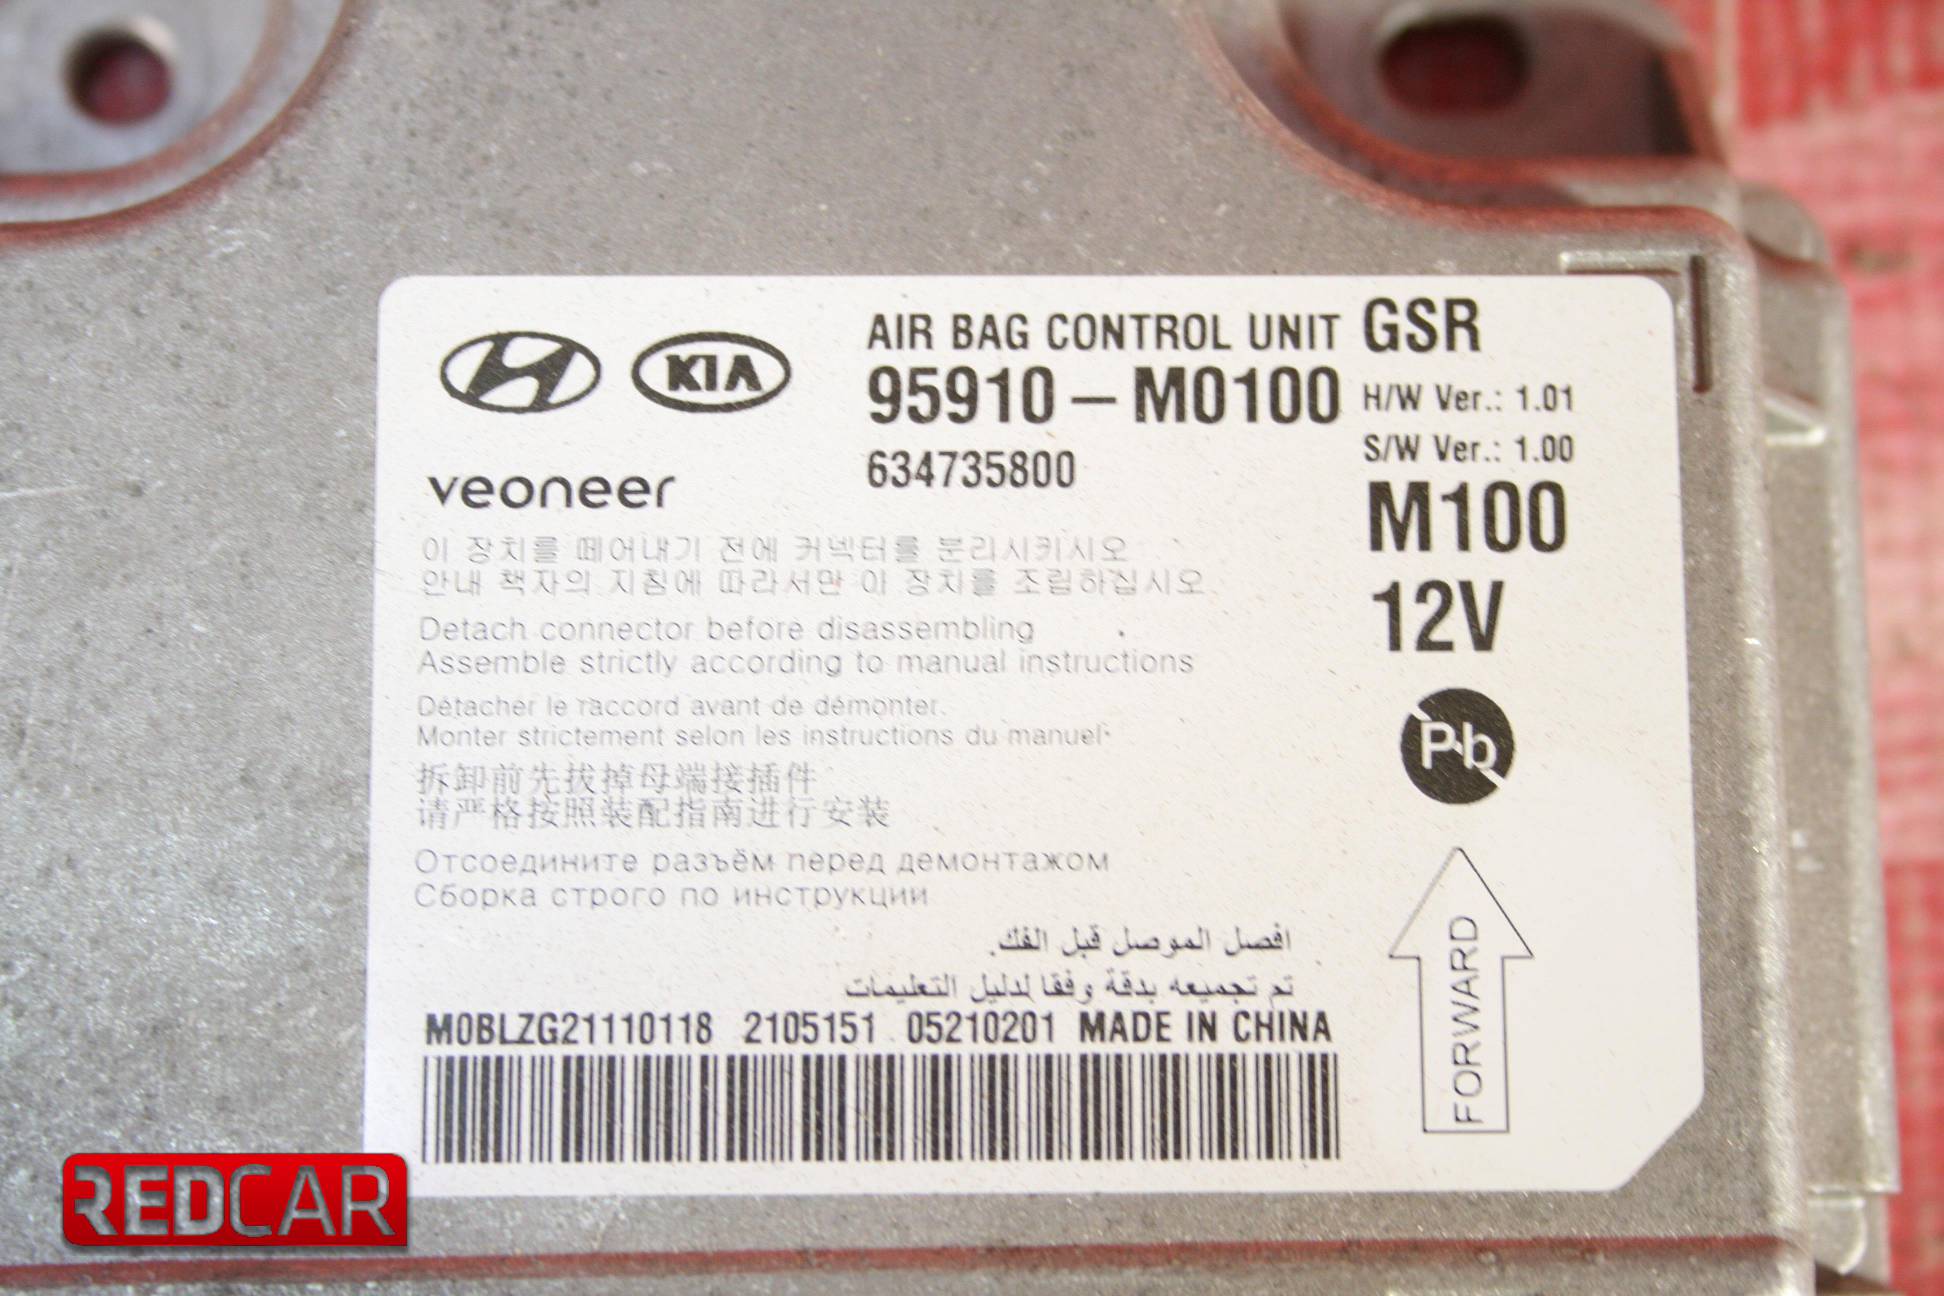 KIA
AIR BAG CONTROL UNIT GSR
95910-M0100
H/W Ver.: 1.01
634735800
S/W Ver.: 1.00
veoneer
M100
12V
Pb
이 장치를 떼어내기 전에 커넥터를 분리시키시오
안내 책자의 지침에 따라서만 이 장치를 조립하십시오
Detach connector before disassembling
Assemble strictly according to manual instructions
Détacher le raccord avant de démonter.
Monter strictement selon les instructions du manuel.
拆卸前先拔掉母端接插件
请严格按照装配指南进行安装
Отсоедините разъём перед демонтажом
Сборка строго по инструкции
افصل الموصل قبل الفك.
تم تجميعه بدقة وفقا لدليل التعليمات
FORWARD
M0BLZG21110118 2105151 05210201 MADE IN CHINA
REDCAR